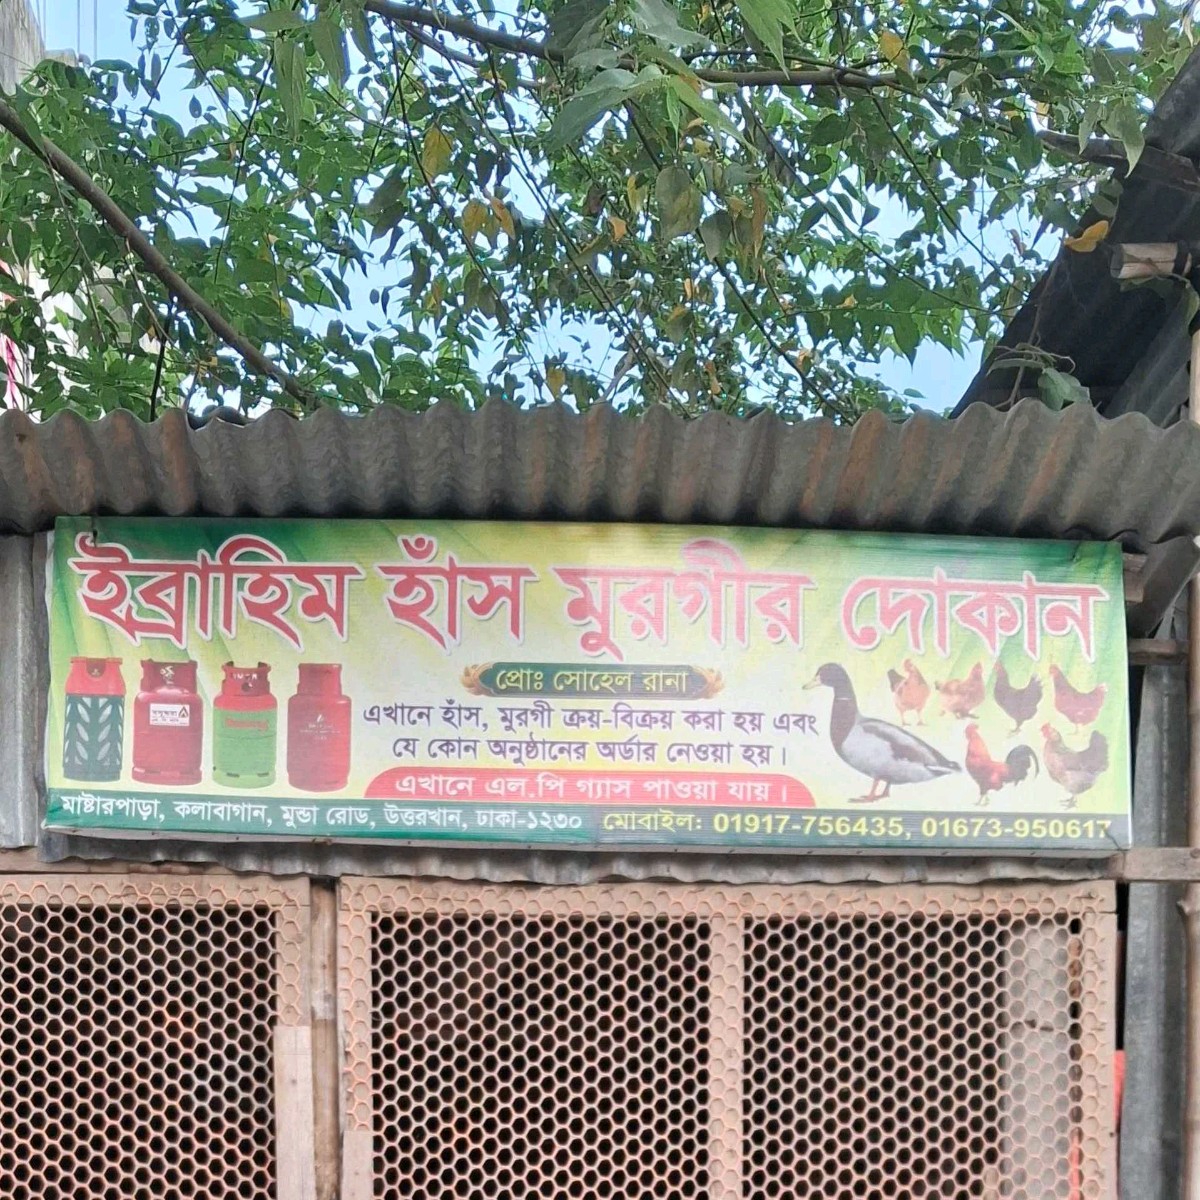 ইব্রাহিম হাঁস মুরগীর দোকান
প্রোঃ সোহেল রানা
এখানে হাঁস, মুরগী ক্রয়-বিক্রয় করা হয় এবং
যে কোন অনুষ্ঠানের অর্ডার নেওয়া হয়।
এখানে এল.পি গ্যাস পাওয়া যায়।
মাষ্টারপাড়া, কলাবাগান, মুন্ডা রোড, উত্তরখান, ঢাকা-১২৩০ মোবাইল: 01917-756435, 01673-950617